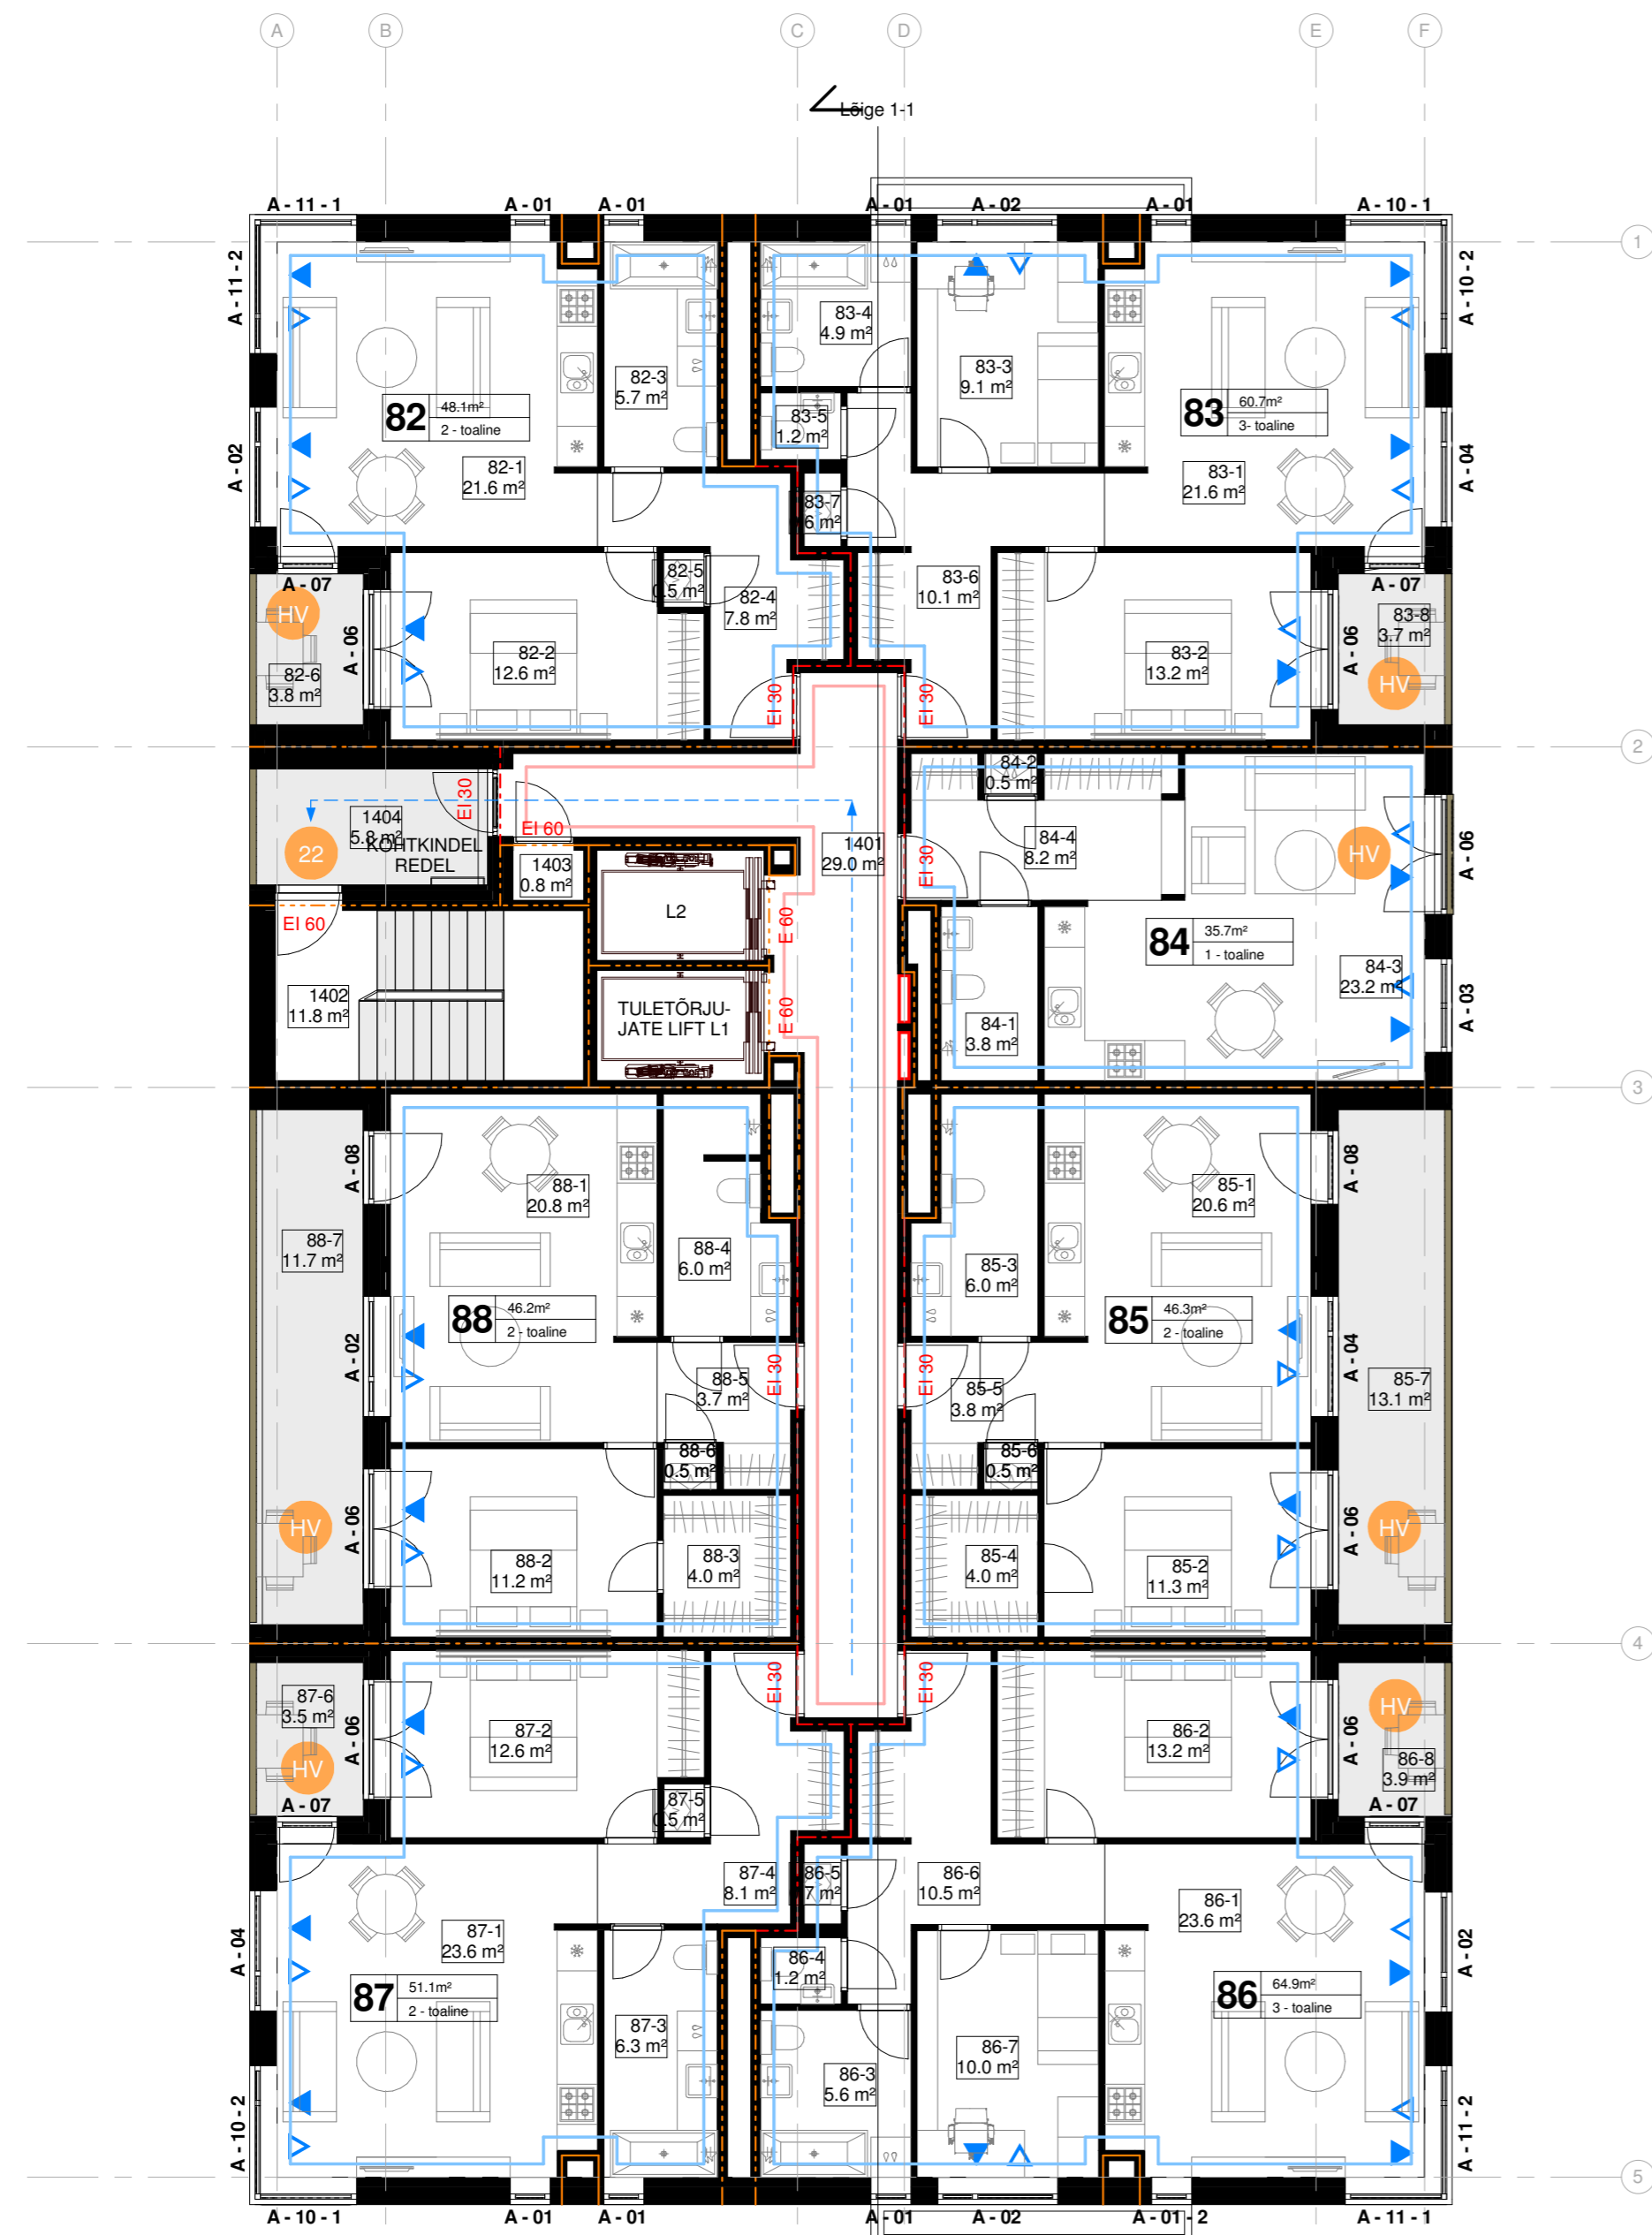 A
B
C
D
E
F
Lõige 1-1
A - 11 - 1
A - 01
A - 01
A - 01
A - 02
A - 01
A - 10 - 1
1
A - 11 - 2
A - 10 - 2
83-4
4.9 m²
83-3
9.1 m²
82-3
5.7 m²
82
48.1m²
2 - toaline
83-5
1.2 m²
83
60.7m²
3- toaline
A - 02
A - 04
82-1
21.6 m²
83-1
21.6 m²
83-7
6 m²
A - 07
A - 07
HV
82-5
0.5 m²
82-4
7.8 m²
83-6
10.1 m²
83-8
3.7 m²
A - 06
A - 06
82-6
3.8 m²
82-2
12.6 m²
83-2
13.2 m²
HV
EI 30
EI 30
2
84-2
0.5 m²
EI 30
1404
5.8 m²
KOHTKINDEL
REDEL
22
EI 60
1401
29.0 m²
84-4
8.2 m²
HV
A - 06
1403
0.8 m²
EI 30
L2
EI 60
E 60
84
35.7m²
1 - toaline
84-3
23.2 m²
1402
11.8 m²
TULETÕRJU-
JATE LIFT L1
E 60
84-1
3.8 m²
A - 03
3
A - 08
A - 08
88-1
20.8 m²
85-1
20.6 m²
88-7
11.7 m²
88-4
6.0 m²
85-3
6.0 m²
88
46.2m²
2 - toaline
85
46.3m²
2 - toaline
A - 02
A - 04
88-5
3.7 m²
EI 30
EI 30
85-5
3.8 m²
85-7
13.1 m²
88-6
0.5 m²
85-6
0.5 m²
HV
A - 06
A - 06
HV
88-2
11.2 m²
88-3
4.0 m²
85-4
4.0 m²
85-2
11.3 m²
4
EI 30
EI 30
87-6
3.5 m²
HV
A - 06
A - 06
87-2
12.6 m²
86-2
13.2 m²
HV
86-8
3.9 m²
A - 07
A - 07
87-5
0.5 m²
87-4
8.1 m²
86-5
7 m²
86-6
10.5 m²
86-1
23.6 m²
87-1
23.6 m²
A - 04
A - 02
86-4
1.2 m²
87
51.1m²
2 - toaline
86
64.9m²
3 - toaline
87-3
6.3 m²
86-7
10.0 m²
86-3
5.6 m²
A - 10 - 2
A - 11 - 2
5
A - 10 - 1
A - 01
A - 01
A - 01
A - 02
A - 01 - 2
A - 11 - 1